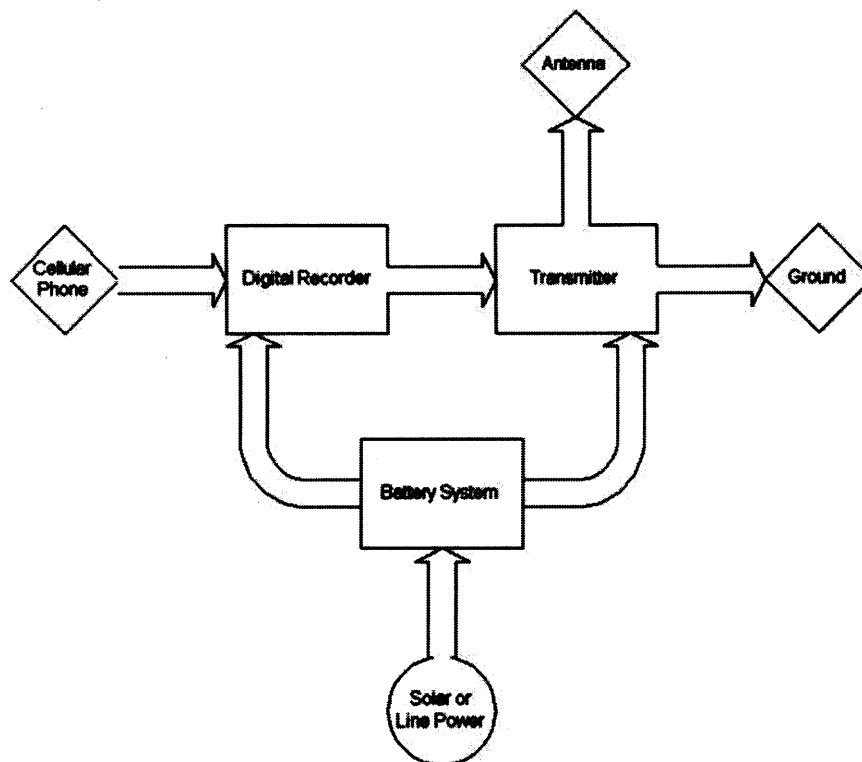 Antenna
Cellular
Phone
Digital Recorder
Transmitter
Ground
Battery System
Solar or
Line Power